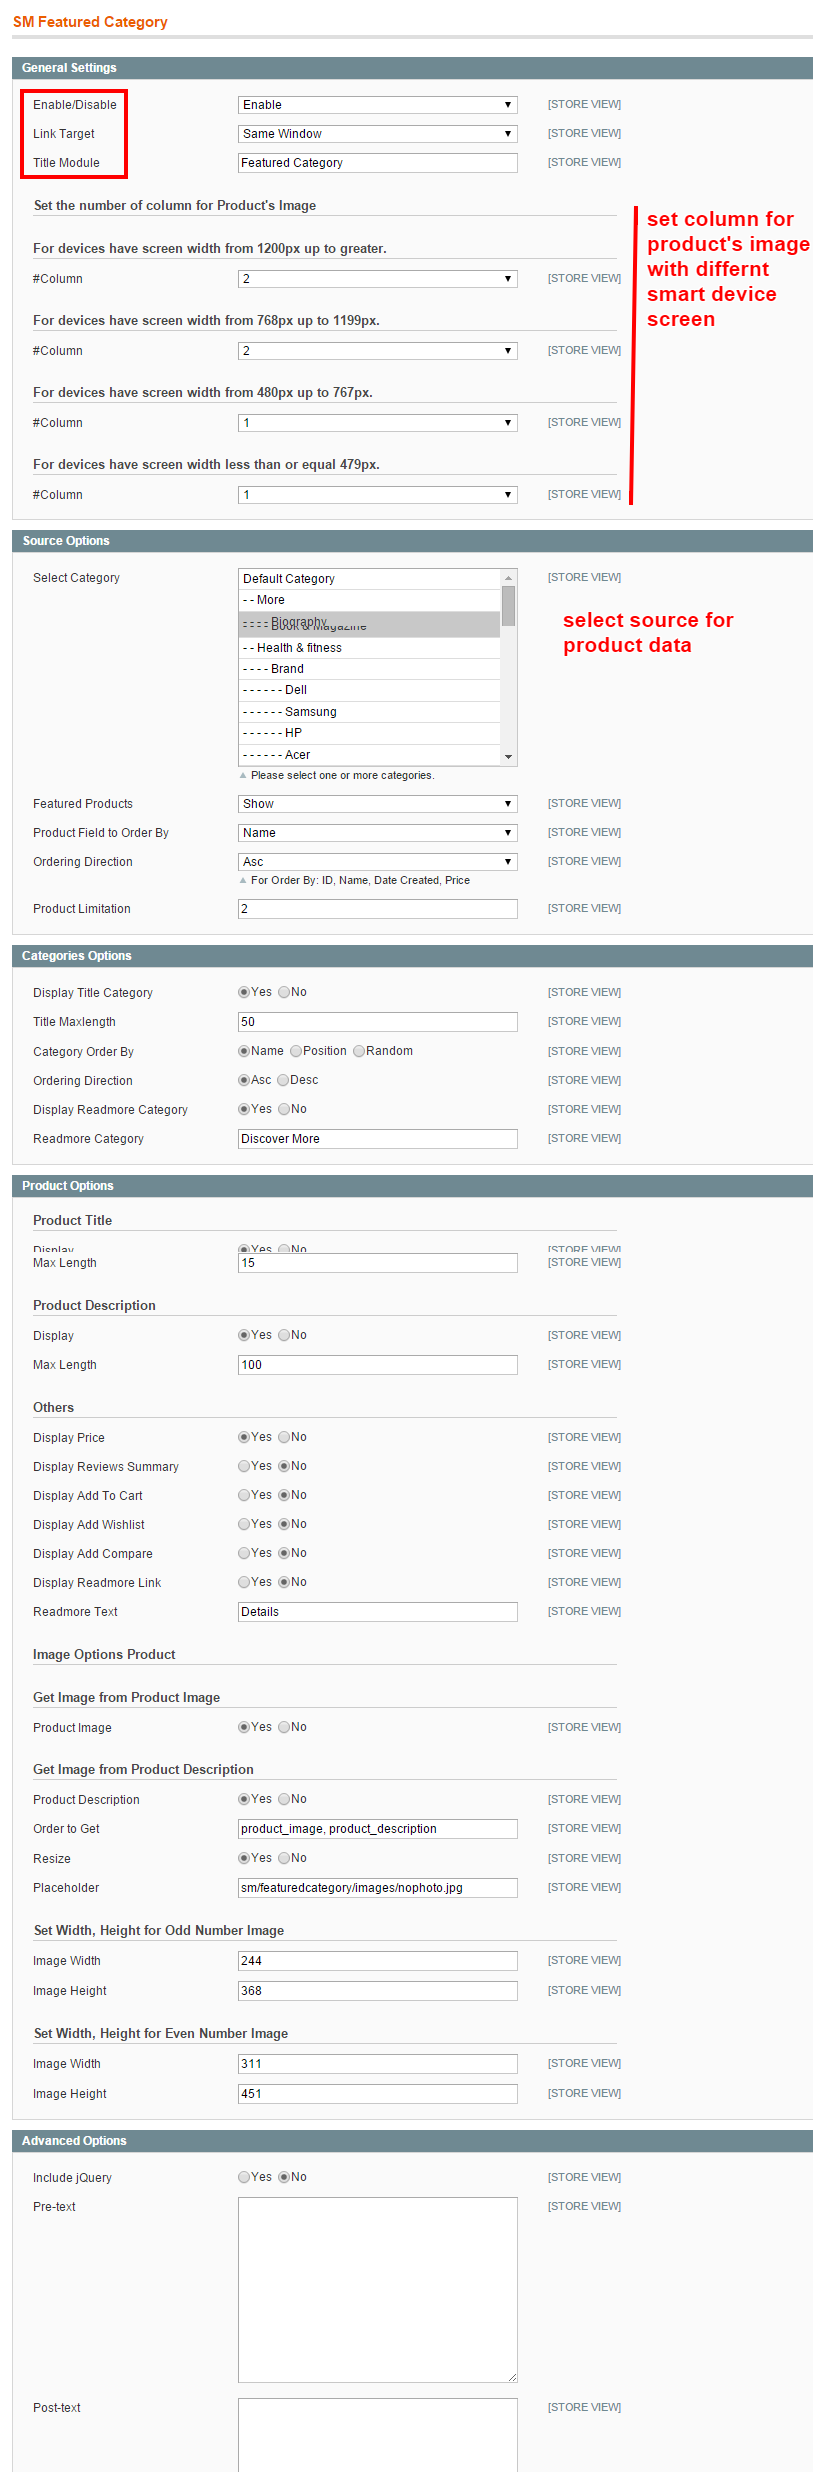 SM Featured Category
General Settings
Enable/Disable Enable [STORE VIEW]
Link Target Same Window [STORE VIEW]
Title Module Featured Category [STORE VIEW]
Set the number of column for Product's Image
set column for
product's image
with differnt
smart device
screen
For devices have screen width from 1200px up to greater.
#Column 2 [STORE VIEW]
For devices have screen width from 768px up to 1199px.
#Column 2 [STORE VIEW]
For devices have screen width from 480px up to 767px.
#Column 1 [STORE VIEW]
For devices have screen width less than or equal 479px.
#Column 1 [STORE VIEW]
Source Options
Select Category Default Category [STORE VIEW]
- - More
- - - - Biography
Book & Magazine
- - Health & fitness
- - - - Brand
- - - - - - Dell
- - - - - - Samsung
- - - - - - HP
- - - - - - Acer
select source for
product data
Please select one or more categories.
Featured Products Show [STORE VIEW]
Product Field to Order By Name [STORE VIEW]
Ordering Direction Asc [STORE VIEW]
For Order By: ID, Name, Date Created, Price
Product Limitation 2 [STORE VIEW]
Categories Options
Display Title Category Yes No [STORE VIEW]
Title Maxlength 50 [STORE VIEW]
Category Order By Name Position Random [STORE VIEW]
Ordering Direction Asc Desc [STORE VIEW]
Display Readmore Category Yes No [STORE VIEW]
Readmore Category Discover More [STORE VIEW]
Product Options
Product Title
Display Yes No [STORE VIEW]
Max Length 15 [STORE VIEW]
Product Description
Display Yes No [STORE VIEW]
Max Length 100 [STORE VIEW]
Others
Display Price Yes No [STORE VIEW]
Display Reviews Summary Yes No [STORE VIEW]
Display Add To Cart Yes No [STORE VIEW]
Display Add Wishlist Yes No [STORE VIEW]
Display Add Compare Yes No [STORE VIEW]
Display Readmore Link Yes No [STORE VIEW]
Readmore Text Details [STORE VIEW]
Image Options Product
Get Image from Product Image
Product Image Yes No [STORE VIEW]
Get Image from Product Description
Product Description Yes No [STORE VIEW]
Order to Get product_image, product_description [STORE VIEW]
Resize Yes No [STORE VIEW]
Placeholder sm/featuredcategory/images/nophoto.jpg [STORE VIEW]
Set Width, Height for Odd Number Image
Image Width 244 [STORE VIEW]
Image Height 368 [STORE VIEW]
Set Width, Height for Even Number Image
Image Width 311 [STORE VIEW]
Image Height 451 [STORE VIEW]
Advanced Options
Include jQuery Yes No [STORE VIEW]
Pre-text [STORE VIEW]
Post-text [STORE VIEW]